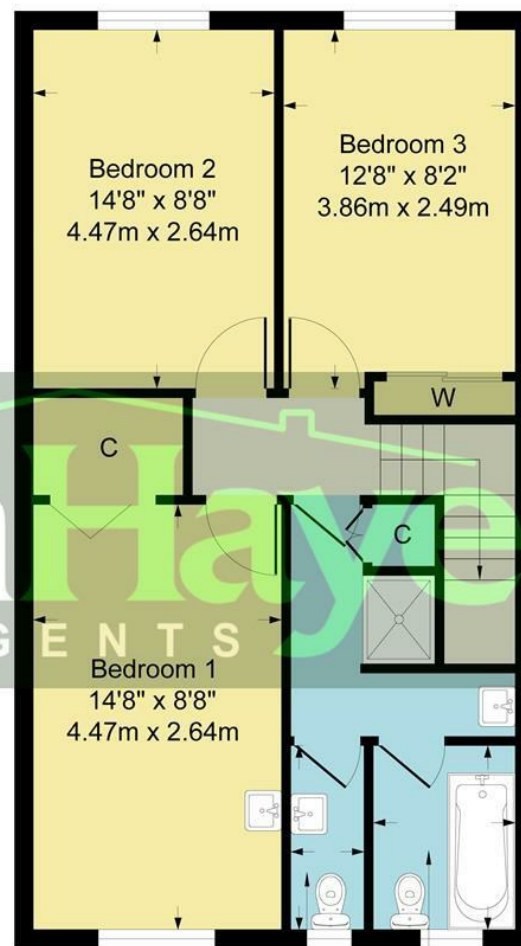 Bedroom 2
14'8" x 8'8"
4.47m x 2.64m
Bedroom 3
12'8" x 8'2"
3.86m x 2.49m
W
C
C
Haye
GENTS
Bedroom 1
14'8" x 8'8"
4.47m x 2.64m